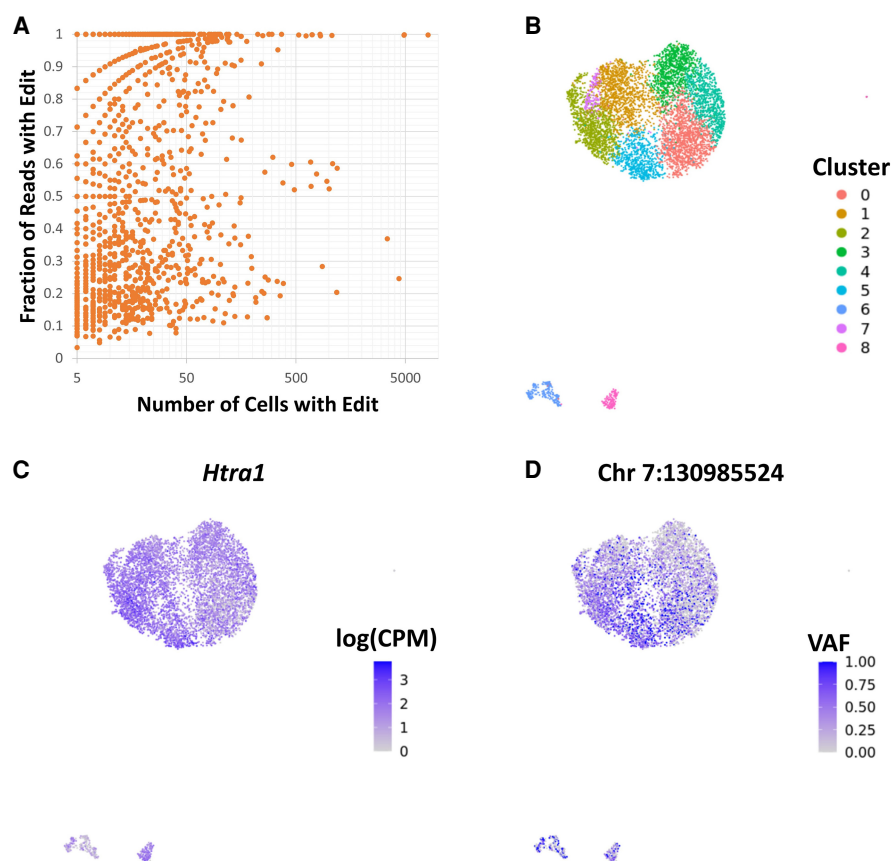 A
Fraction of Reads with Edit
1
0.9
0.8
0.7
0.6
0.5
0.4
0.3
0.2
0.1
0
5 50 500 5000
Number of Cells with Edit
B
Cluster
0
1
2
3
4
5
6
7
8
C
Htra1
log(CPM)
3
2
1
0
D
Chr 7:130985524
VAF
1.00
0.75
0.50
0.25
0.00